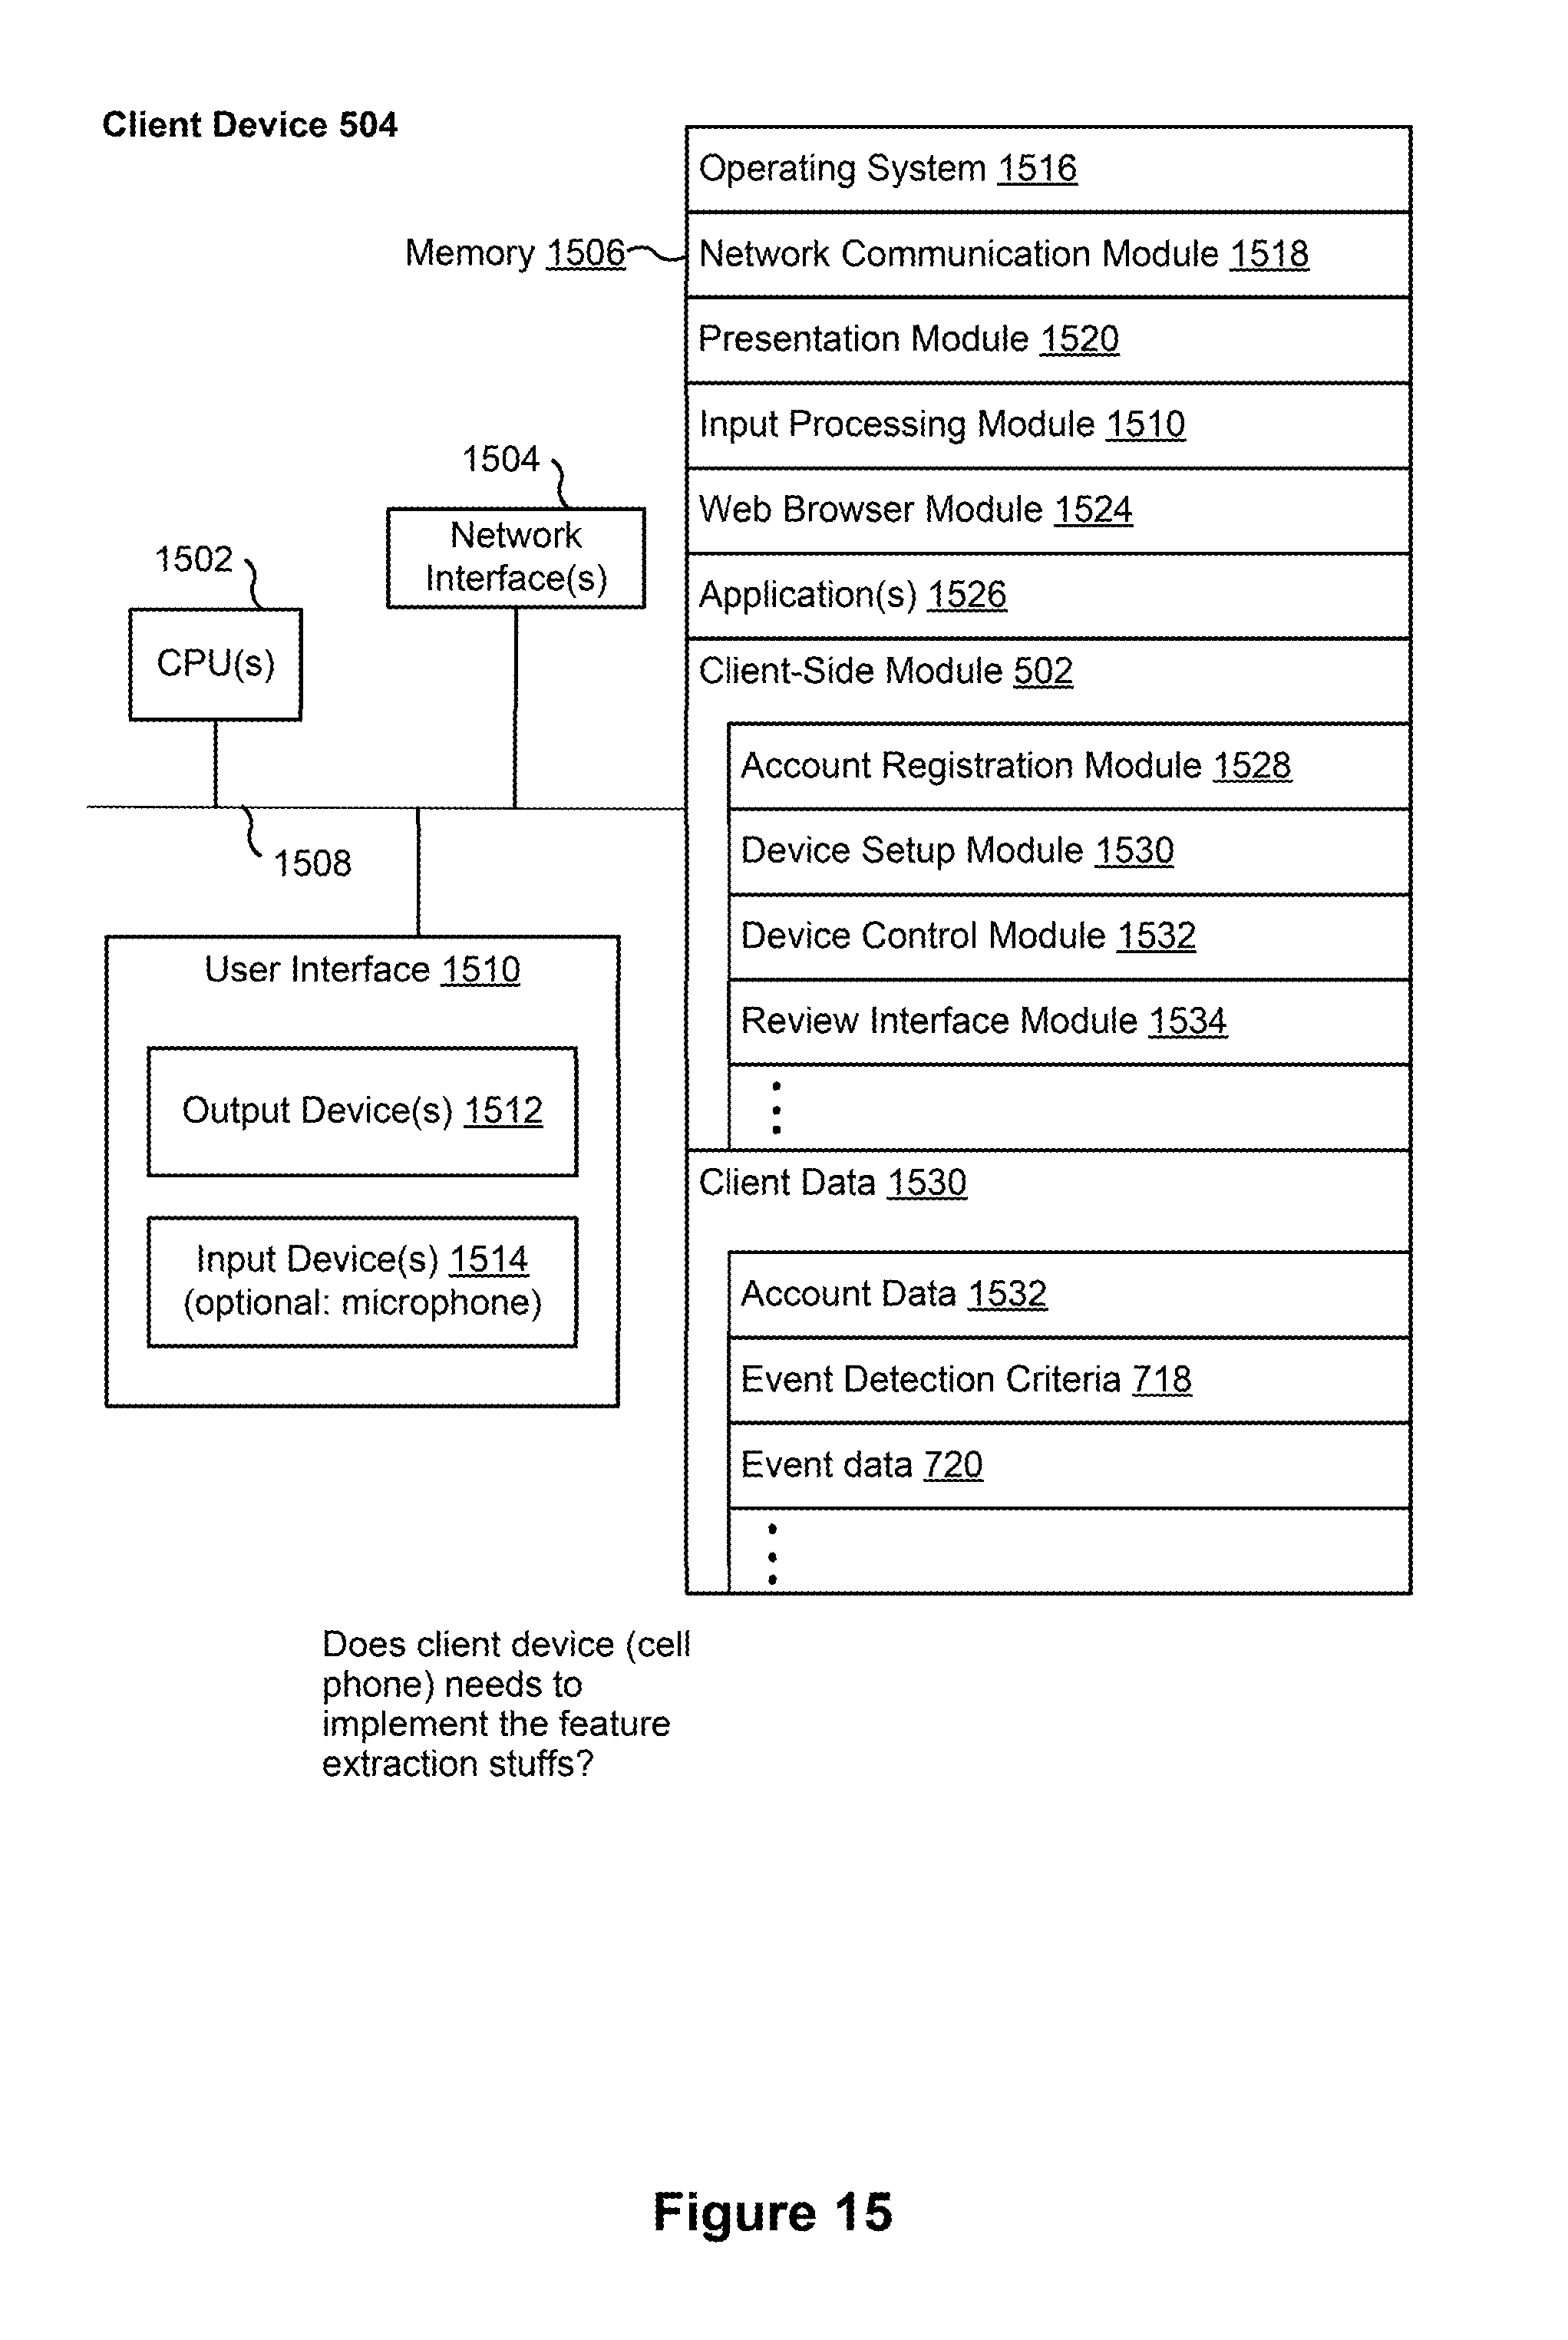 Client Device 504
Memory 1506
1504
Network
Interface(s)
1502
CPU(s)
1508
User Interface 1510
Output Device(s) 1512
Input Device(s) 1514
(optional: microphone)
Operating System 1516
Network Communication Module 1518
Presentation Module 1520
Input Processing Module 1510
Web Browser Module 1524
Application(s) 1526
Client-Side Module 502
Account Registration Module 1528
Device Setup Module 1530
Device Control Module 1532
Review Interface Module 1534
Client Data 1530
Account Data 1532
Event Detection Criteria 718
Event data 720
Does client device (cell
phone) needs to
implement the feature
extraction stuffs?
Figure 15